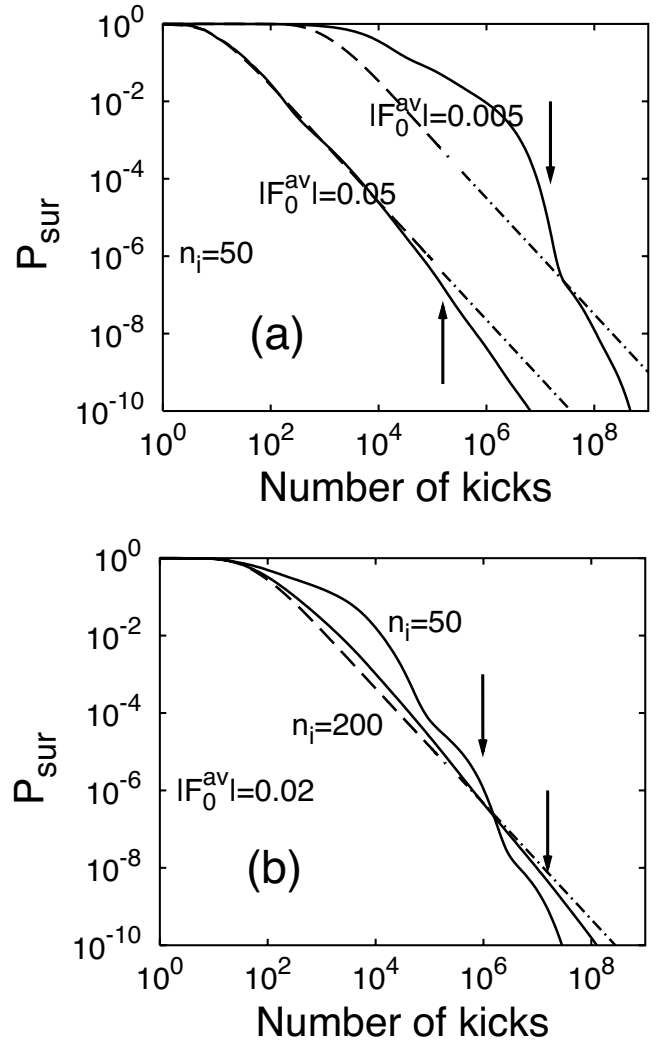 10^0
10^-2
10^-4
10^-6
10^-8
10^-10
P_sur
|F_0^av|=0.005
|F_0^av|=0.05
n_i=50
(a)
10^0 10^2 10^4 10^6 10^8
Number of kicks
10^0
10^-2
10^-4
10^-6
10^-8
10^-10
P_sur
n_i=50
n_i=200
|F_0^av|=0.02
(b)
10^0 10^2 10^4 10^6 10^8
Number of kicks